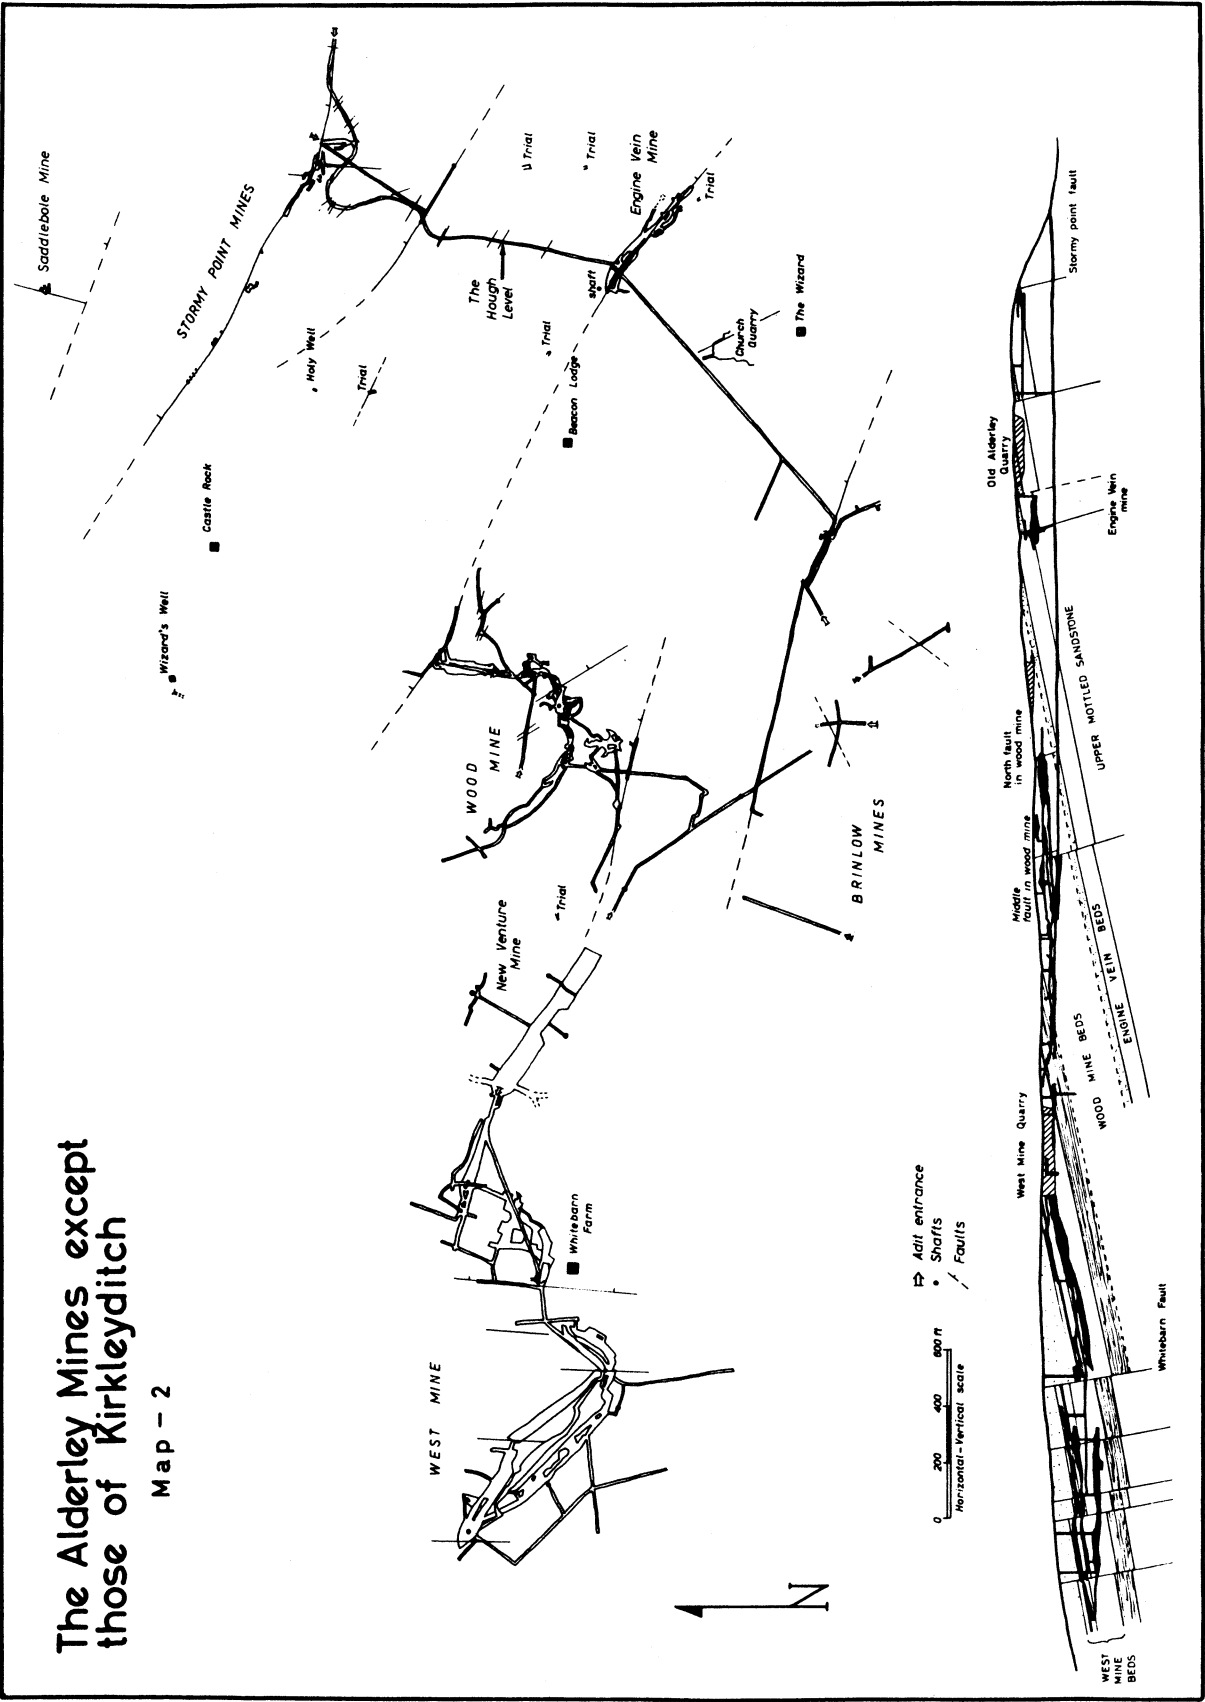 The Alderley Mines except
those of Kirkleyditch
Map – 2
Saddlebole Mine
STORMY POINT MINES
Holy Well
Trial
Castle Rock
Wizard's Well
The
Hough
Level
Trial
Trial
Engine Vein
Mine
Trial
shaft
Trial
Beacon Lodge
Church
Quarry
The Wizard
WOOD
MINE
BRINLOW
MINES
Trial
New Venture
Mine
Whitebarn
Farm
WEST MINE
N
Adit entrance
Shafts
Faults
0 200 400 600 ft
Horizontal – Vertical scale
Stormy point fault
Old Alderley
Quarry
Engine Vein
mine
North fault
in wood mine
Middle
fault in wood mine
West Mine Quarry
Whitebarn Fault
UPPER MOTTLED SANDSTONE
ENGINE VEIN BEDS
WOOD MINE BEDS
WEST
MINE
BEDS